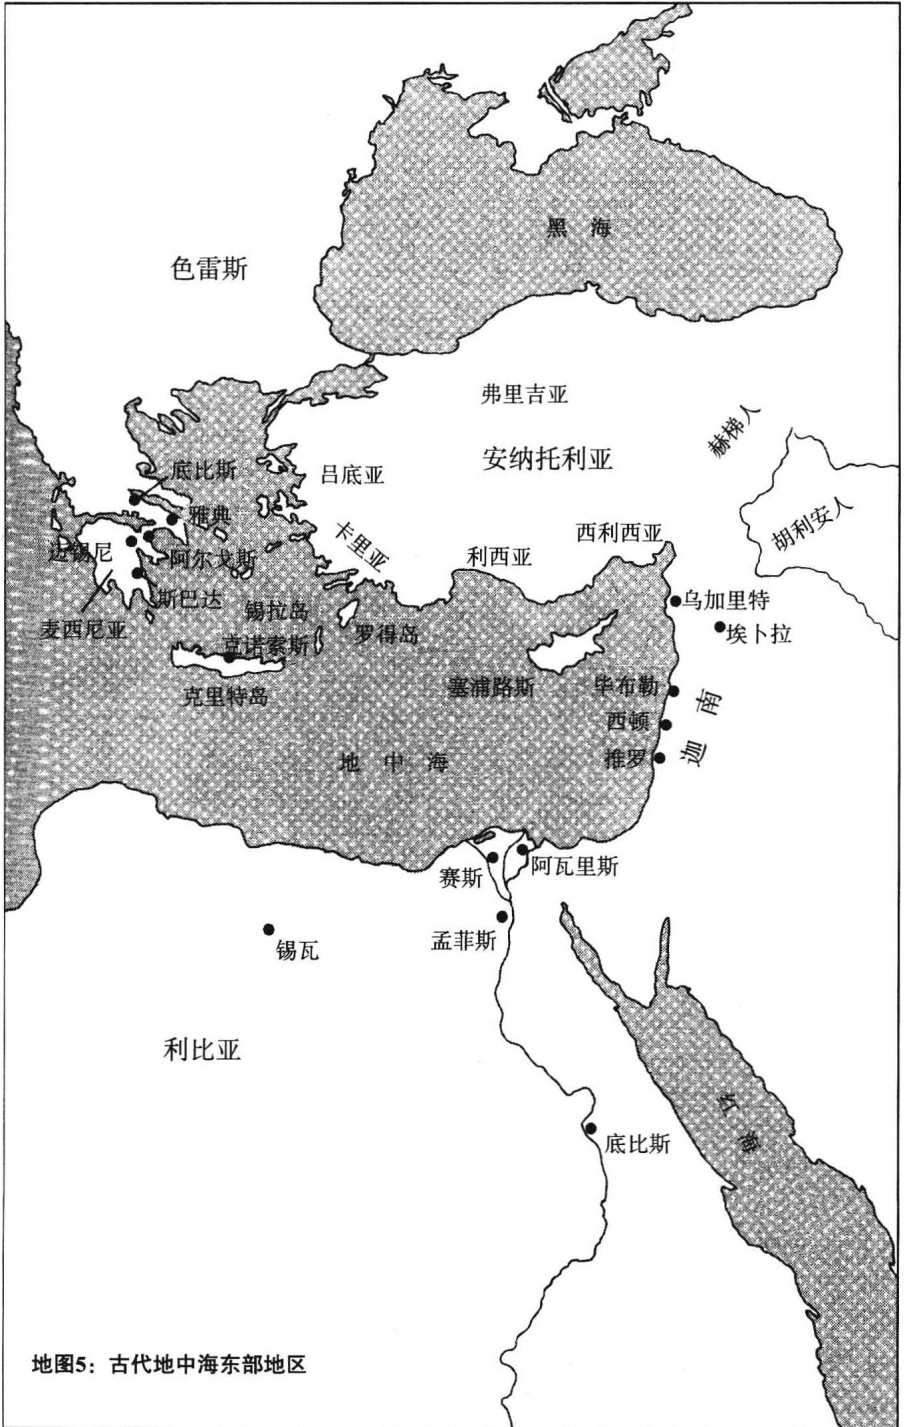 黑海
色雷斯
弗里吉亚
赫梯人
安纳托利亚
底比斯
吕底亚
胡利安人
雅典
卡里亚
西利西亚
迈锡尼
阿尔戈斯
利西亚
斯巴达
锡拉岛
乌加里特
麦西尼亚
罗得岛
埃卜拉
克诺索斯
克里特岛
塞浦路斯
毕布勒
迦南
西顿
地中海
推罗
赛斯
阿瓦里斯
锡瓦
孟菲斯
利比亚
红海
底比斯
地图5：古代地中海东部地区